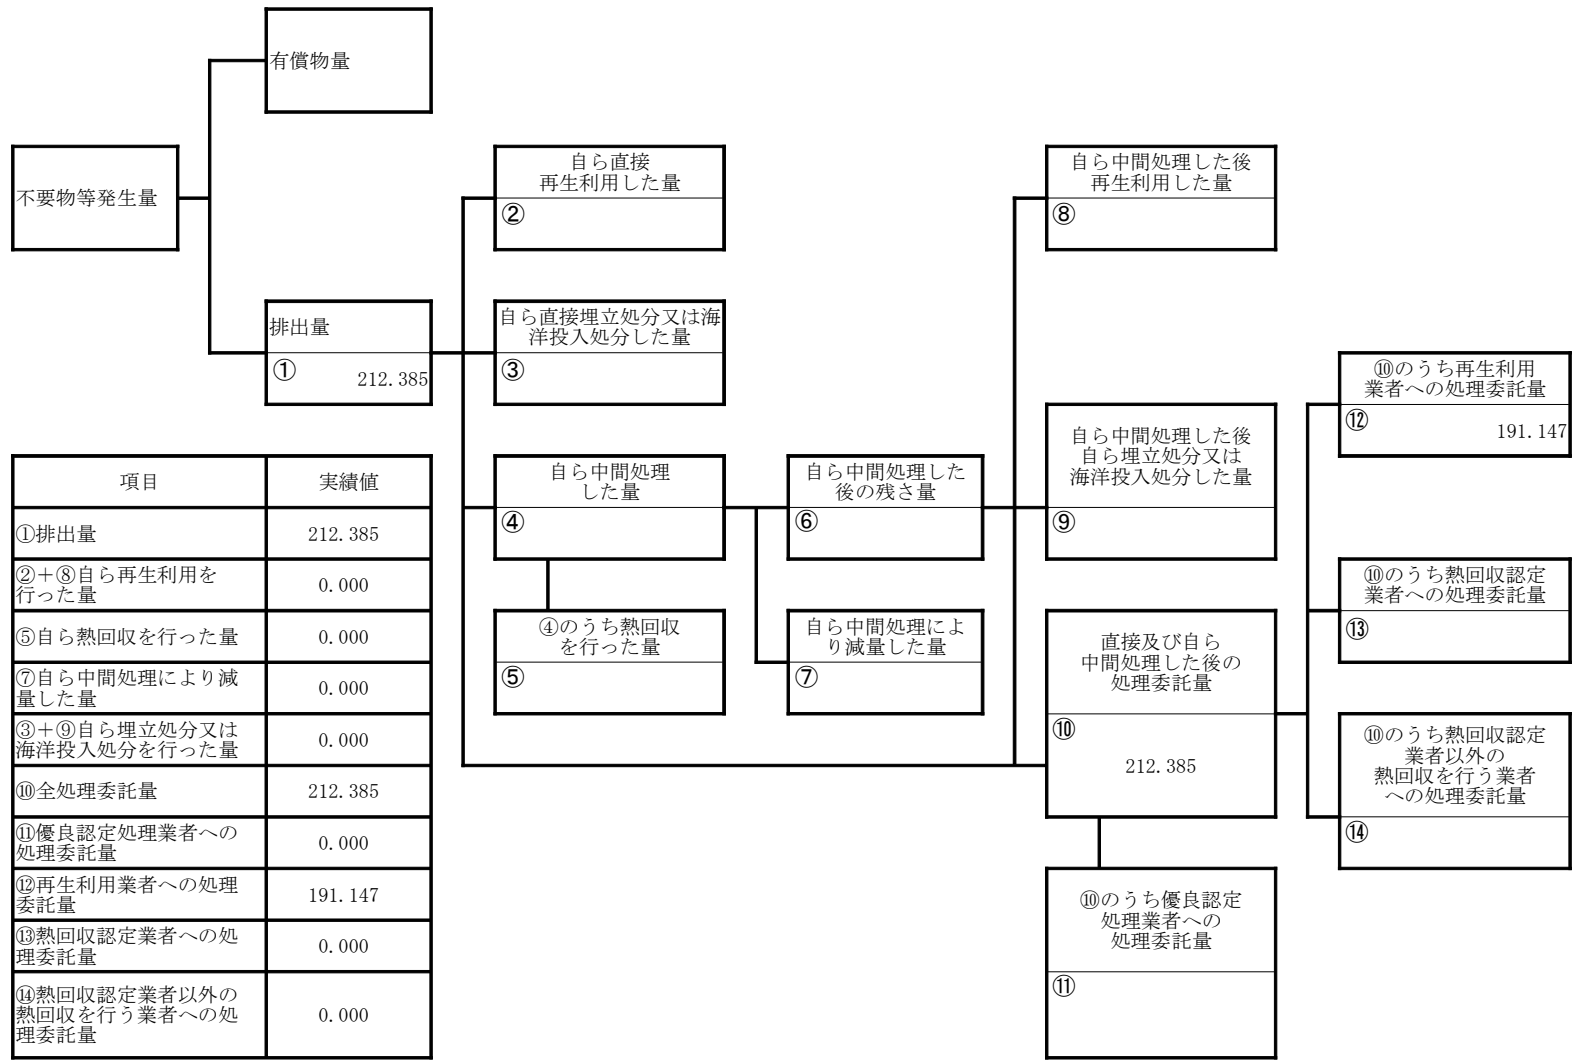 有償物量
不要物等発生量
排出量
①
212.385
自ら直接
再生利用した量
②
自ら直接埋立処分又は海
洋投入処分した量
③
自ら中間処理
した量
④
④のうち熱回収
を行った量
⑤
自ら中間処理した
後の残さ量
⑥
自ら中間処理によ
り減量した量
⑦
自ら中間処理した後
再生利用した量
⑧
自ら中間処理した後
自ら埋立処分又は
海洋投入処分した量
⑨
直接及び自ら
中間処理した後の
処理委託量
⑩
212.385
⑩のうち優良認定
処理業者への
処理委託量
⑪
⑩のうち再生利用
業者への処理委託量
⑫
191.147
⑩のうち熱回収認定
業者への処理委託量
⑬
⑩のうち熱回収認定
業者以外の
熱回収を行う業者
への処理委託量
⑭
項目 実績値
①排出量 212.385
②＋⑧自ら再生利用を
行った量 0.000
⑤自ら熱回収を行った量 0.000
⑦自ら中間処理により減
量した量 0.000
③＋⑨自ら埋立処分又は
海洋投入処分を行った量 0.000
⑩全処理委託量 212.385
⑪優良認定処理業者への
処理委託量 0.000
⑫再生利用業者への処理
委託量 191.147
⑬熱回収認定業者への処
理委託量 0.000
⑭熱回収認定業者以外の
熱回収を行う業者への処
理委託量 0.000